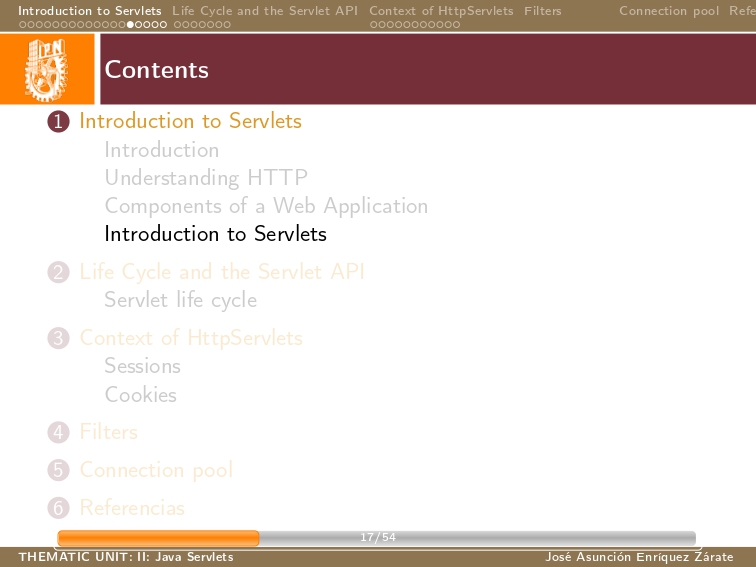 Introduction to Servlets Life Cycle and the Servlet API Context of HttpServlets Filters Connection pool Refe
IPN
Contents
1 Introduction to Servlets
Introduction
Understanding HTTP
Components of a Web Application
Introduction to Servlets
2 Life Cycle and the Servlet API
Servlet life cycle
3 Context of HttpServlets
Sessions
Cookies
4 Filters
5 Connection pool
6 Referencias
17/54
THEMATIC UNIT: II: Java Servlets José Asunción Enríquez Zárate